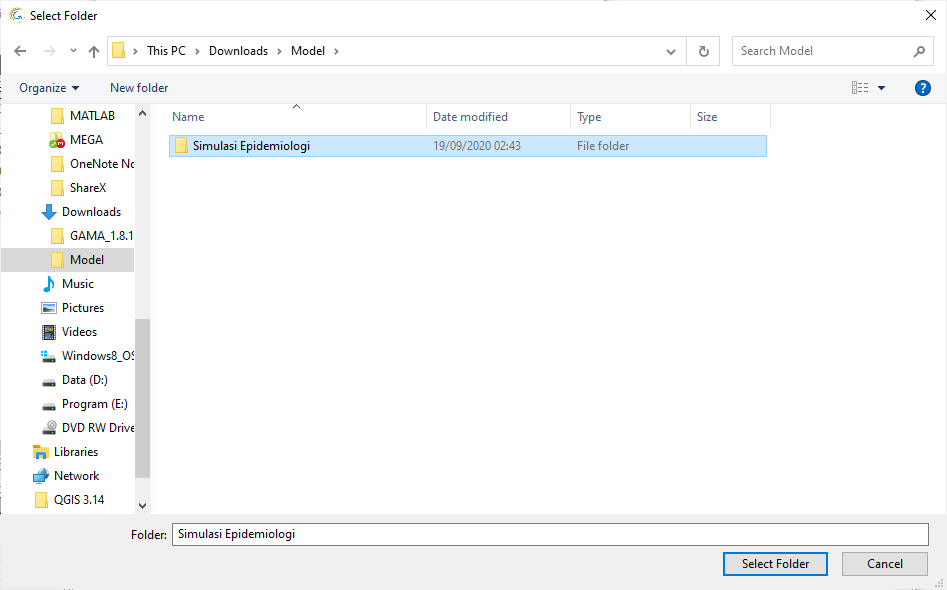 Select Folder
This PC > Downloads > Model >
Search Model
Organize
New folder
?
MATLAB
MEGA
OneNote No
ShareX
Downloads
GAMA_1.8.1
Model
Music
Pictures
Videos
Windows8_OS
Data (D:)
Program (E:)
DVD RW Drive
Libraries
Network
QGIS 3.14
Name Date modified Type Size
Simulasi Epidemiologi 19/09/2020 02:43 File folder
Folder: Simulasi Epidemiologi
Select Folder
Cancel